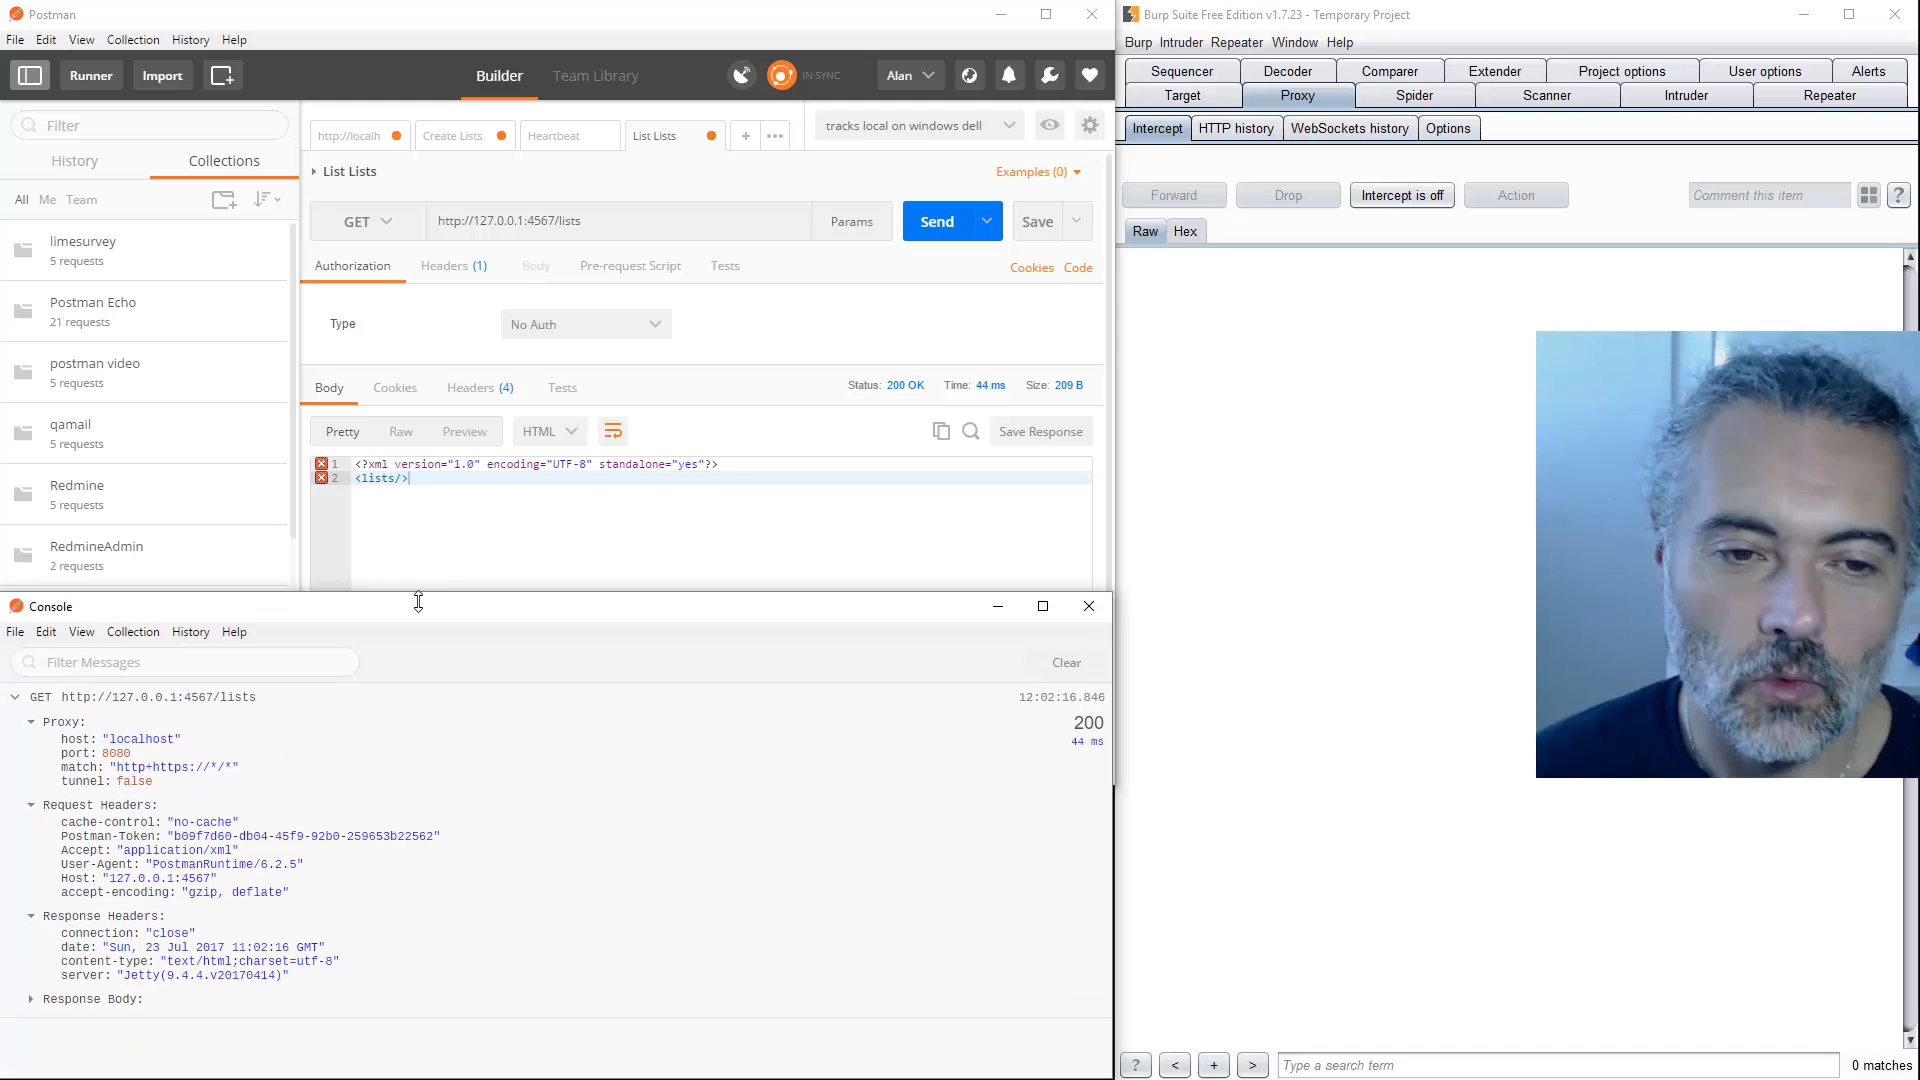 Postman
File Edit View Collection History Help
Runner Import Builder Team Library IN SYNC Alan
Filter
History Collections
All Me Team
limesurvey
5 requests
Postman Echo
21 requests
postman video
5 requests
qamail
5 requests
Redmine
5 requests
RedmineAdmin
2 requests
http://localh Create Lists Heartbeat List Lists + •••
tracks local on windows dell
List Lists
Examples (0)
GET http://127.0.0.1:4567/lists Params Send Save
Authorization Headers (1) Body Pre-request Script Tests Cookies Code
Type No Auth
Body Cookies Headers (4) Tests Status: 200 OK Time: 44 ms Size: 209 B
Pretty Raw Preview HTML Save Response
1 <?xml version="1.0" encoding="UTF-8" standalone="yes"?>
2 <lists/>
Console
File Edit View Collection History Help
Filter Messages Clear
GET http://127.0.0.1:4567/lists 12:02:16.846
200
44 ms
Proxy:
host: "localhost"
port: 8080
match: "http+https://*/*"
tunnel: false
Request Headers:
cache-control: "no-cache"
Postman-Token: "b09f7d60-db04-45f9-92b0-259653b22562"
Accept: "application/xml"
User-Agent: "PostmanRuntime/6.2.5"
Host: "127.0.0.1:4567"
accept-encoding: "gzip, deflate"
Response Headers:
connection: "close"
date: "Sun, 23 Jul 2017 11:02:16 GMT"
content-type: "text/html;charset=utf-8"
server: "Jetty(9.4.4.v20170414)"
Response Body:
Burp Suite Free Edition v1.7.23 - Temporary Project
Burp Intruder Repeater Window Help
Sequencer Decoder Comparer Extender Project options User options Alerts
Target Proxy Spider Scanner Intruder Repeater
Intercept HTTP history WebSockets history Options
Forward Drop Intercept is off Action Comment this item ?
Raw Hex
? < + > Type a search term 0 matches